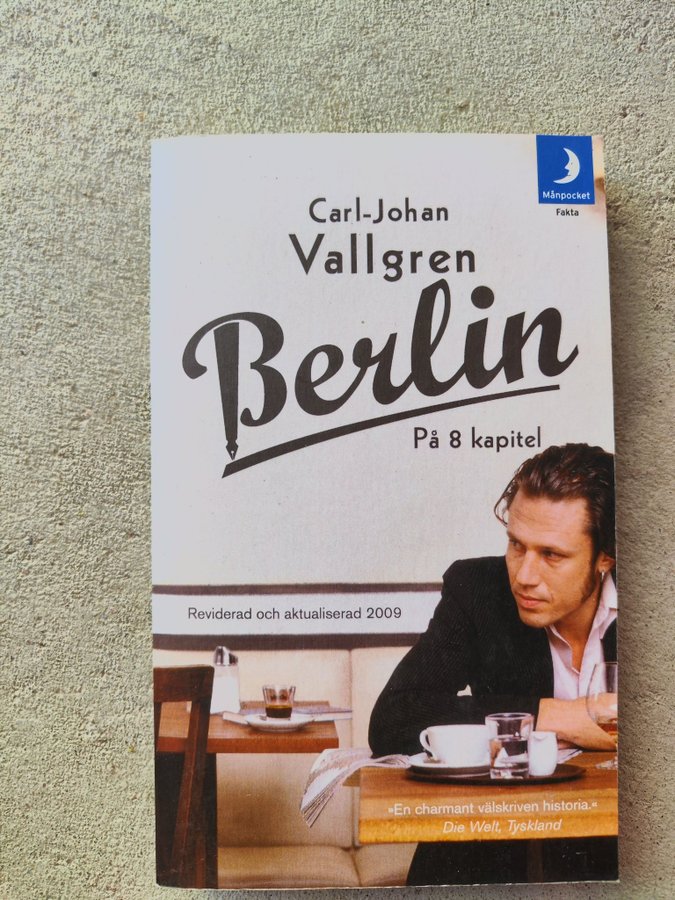 Månpocket
Fakta
Carl-Johan
Vallgren
Berlin
På 8 kapitel
Reviderad och aktualiserad 2009
»En charmant välskriven historia.«
Die Welt, Tyskland